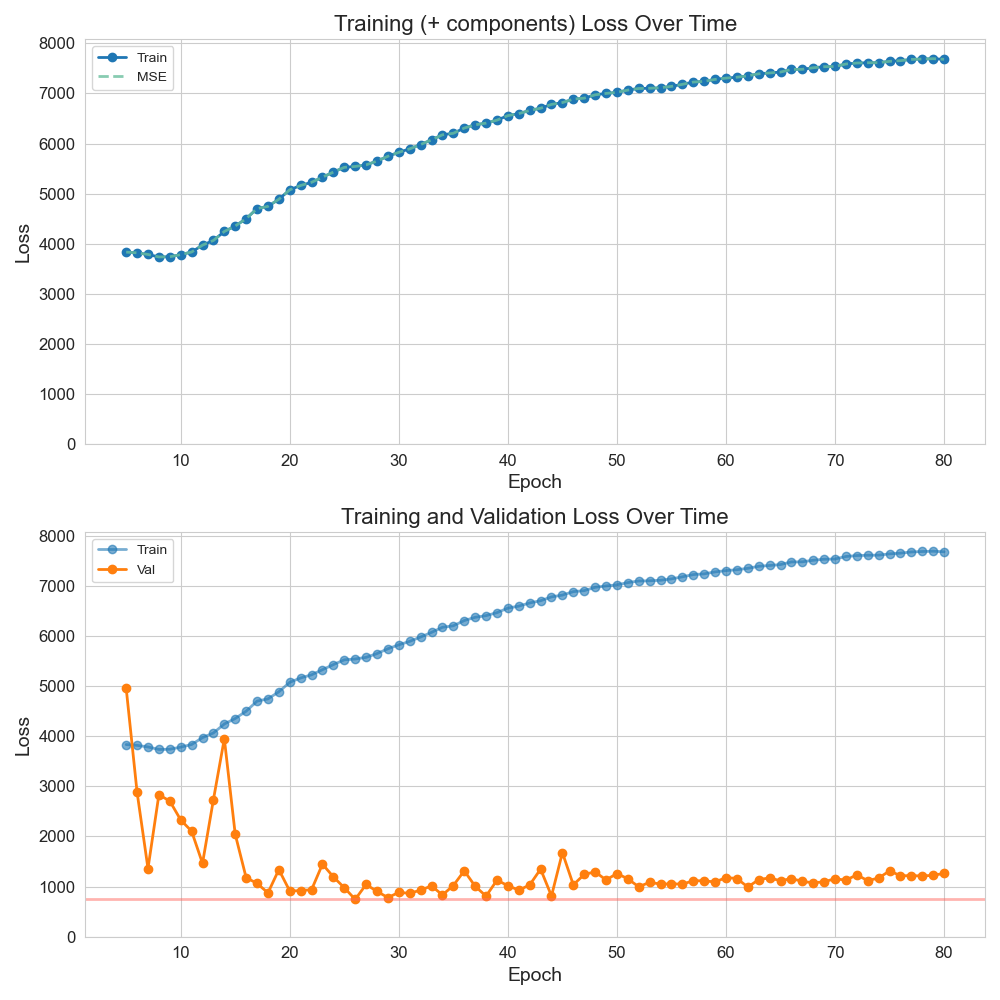 Training (+ components) Loss Over Time
8000
7000
6000
5000
4000
3000
2000
1000
0
Loss
Train
MSE
10 20 30 40 50 60 70 80
Epoch
Training and Validation Loss Over Time
8000
7000
6000
5000
4000
3000
2000
1000
0
Loss
Train
Val
10 20 30 40 50 60 70 80
Epoch